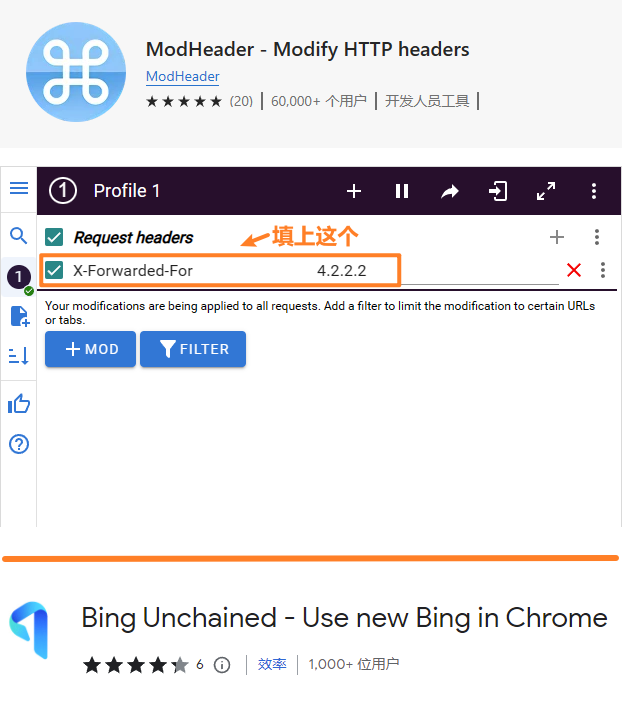 ModHeader - Modify HTTP headers
ModHeader
★★★★★ (20) | 60,000+ 个用户 | 开发人员工具 |
1 Profile 1
Request headers 填上这个
1 X-Forwarded-For 4.2.2.2
Your modifications are being applied to all requests. Add a filter to limit the modification to certain URLs
or tabs.
+ MOD FILTER
Bing Unchained - Use new Bing in Chrome
★★★★★ 6 | 效率 | 1,000+ 位用户